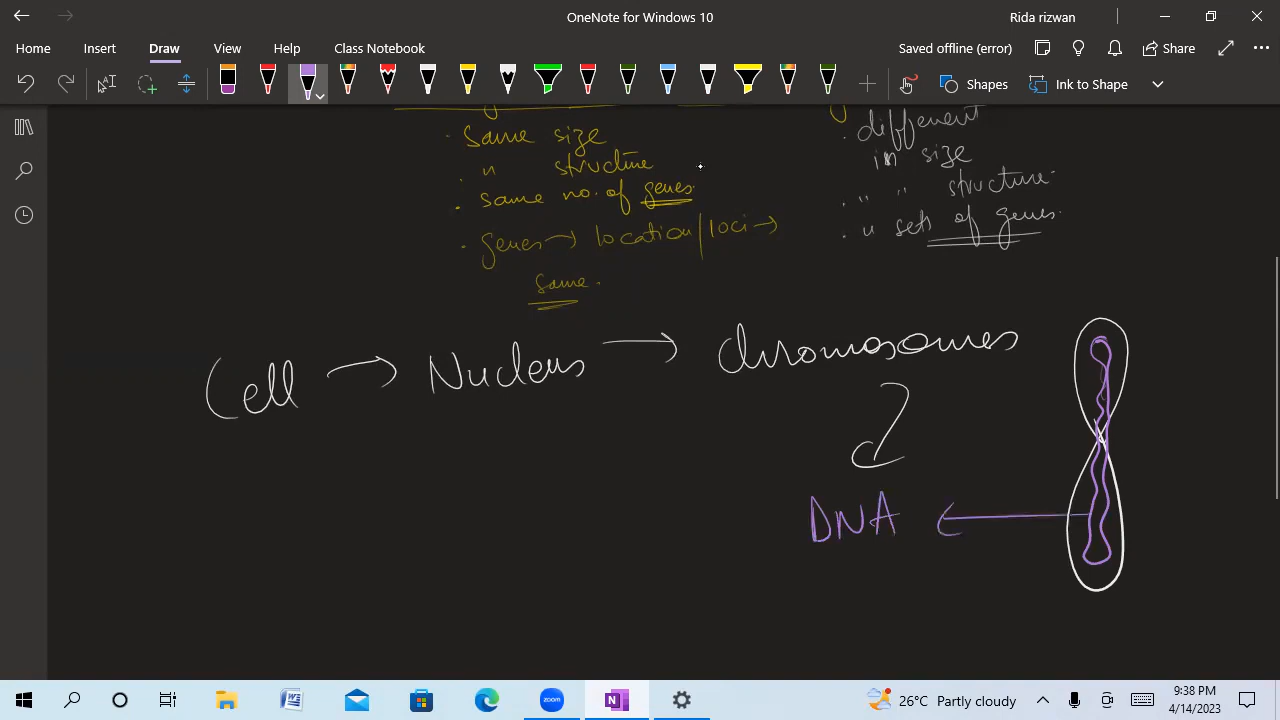 OneNote for Windows 10
Rida rizwan
Home Insert Draw View Help Class Notebook
Saved offline (error) Share
Shapes Ink to Shape
· same size
" structure
· same no. of genes.
· genes → location/loci →
same.
· different
in size
· " " structure
· " sets of genes.
Cell → Nucleus → chromosomes
DNA
zoom
26°C Partly cloudy
9:38 PM
4/14/2023